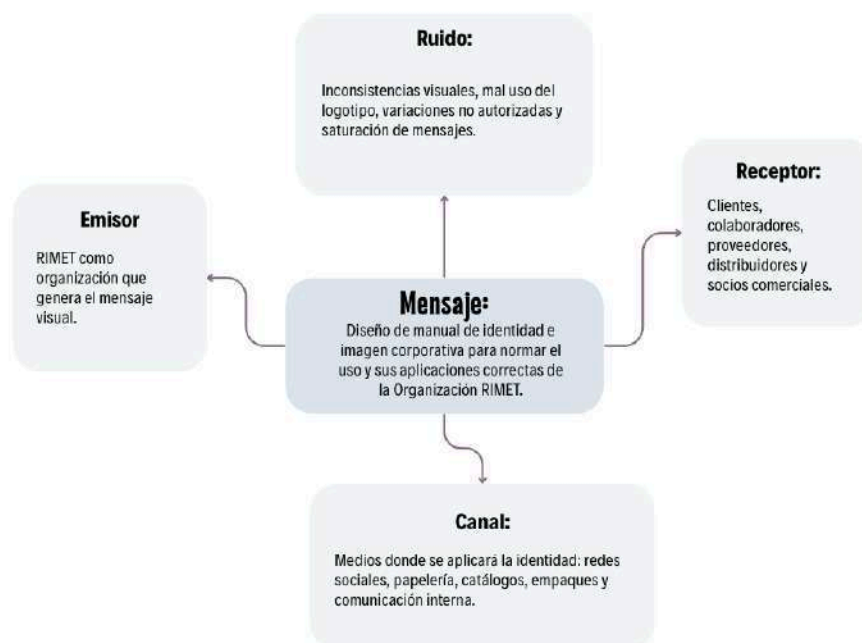 Ruido:
Inconsistencias visuales, mal uso del
logotipo, variaciones no autorizadas y
saturación de mensajes.
Receptor:
Clientes,
colaboradores,
proveedores,
distribuidores y
socios comerciales.
Emisor
RIMET como
organización que
genera el mensaje
visual.
Mensaje:
Diseño de manual de identidad e
imagen corporativa para normar el
uso y sus aplicaciones correctas de
la Organización RIMET.
Canal:
Medios donde se aplicará la identidad: redes
sociales, papelería, catálogos, empaques y
comunicación interna.